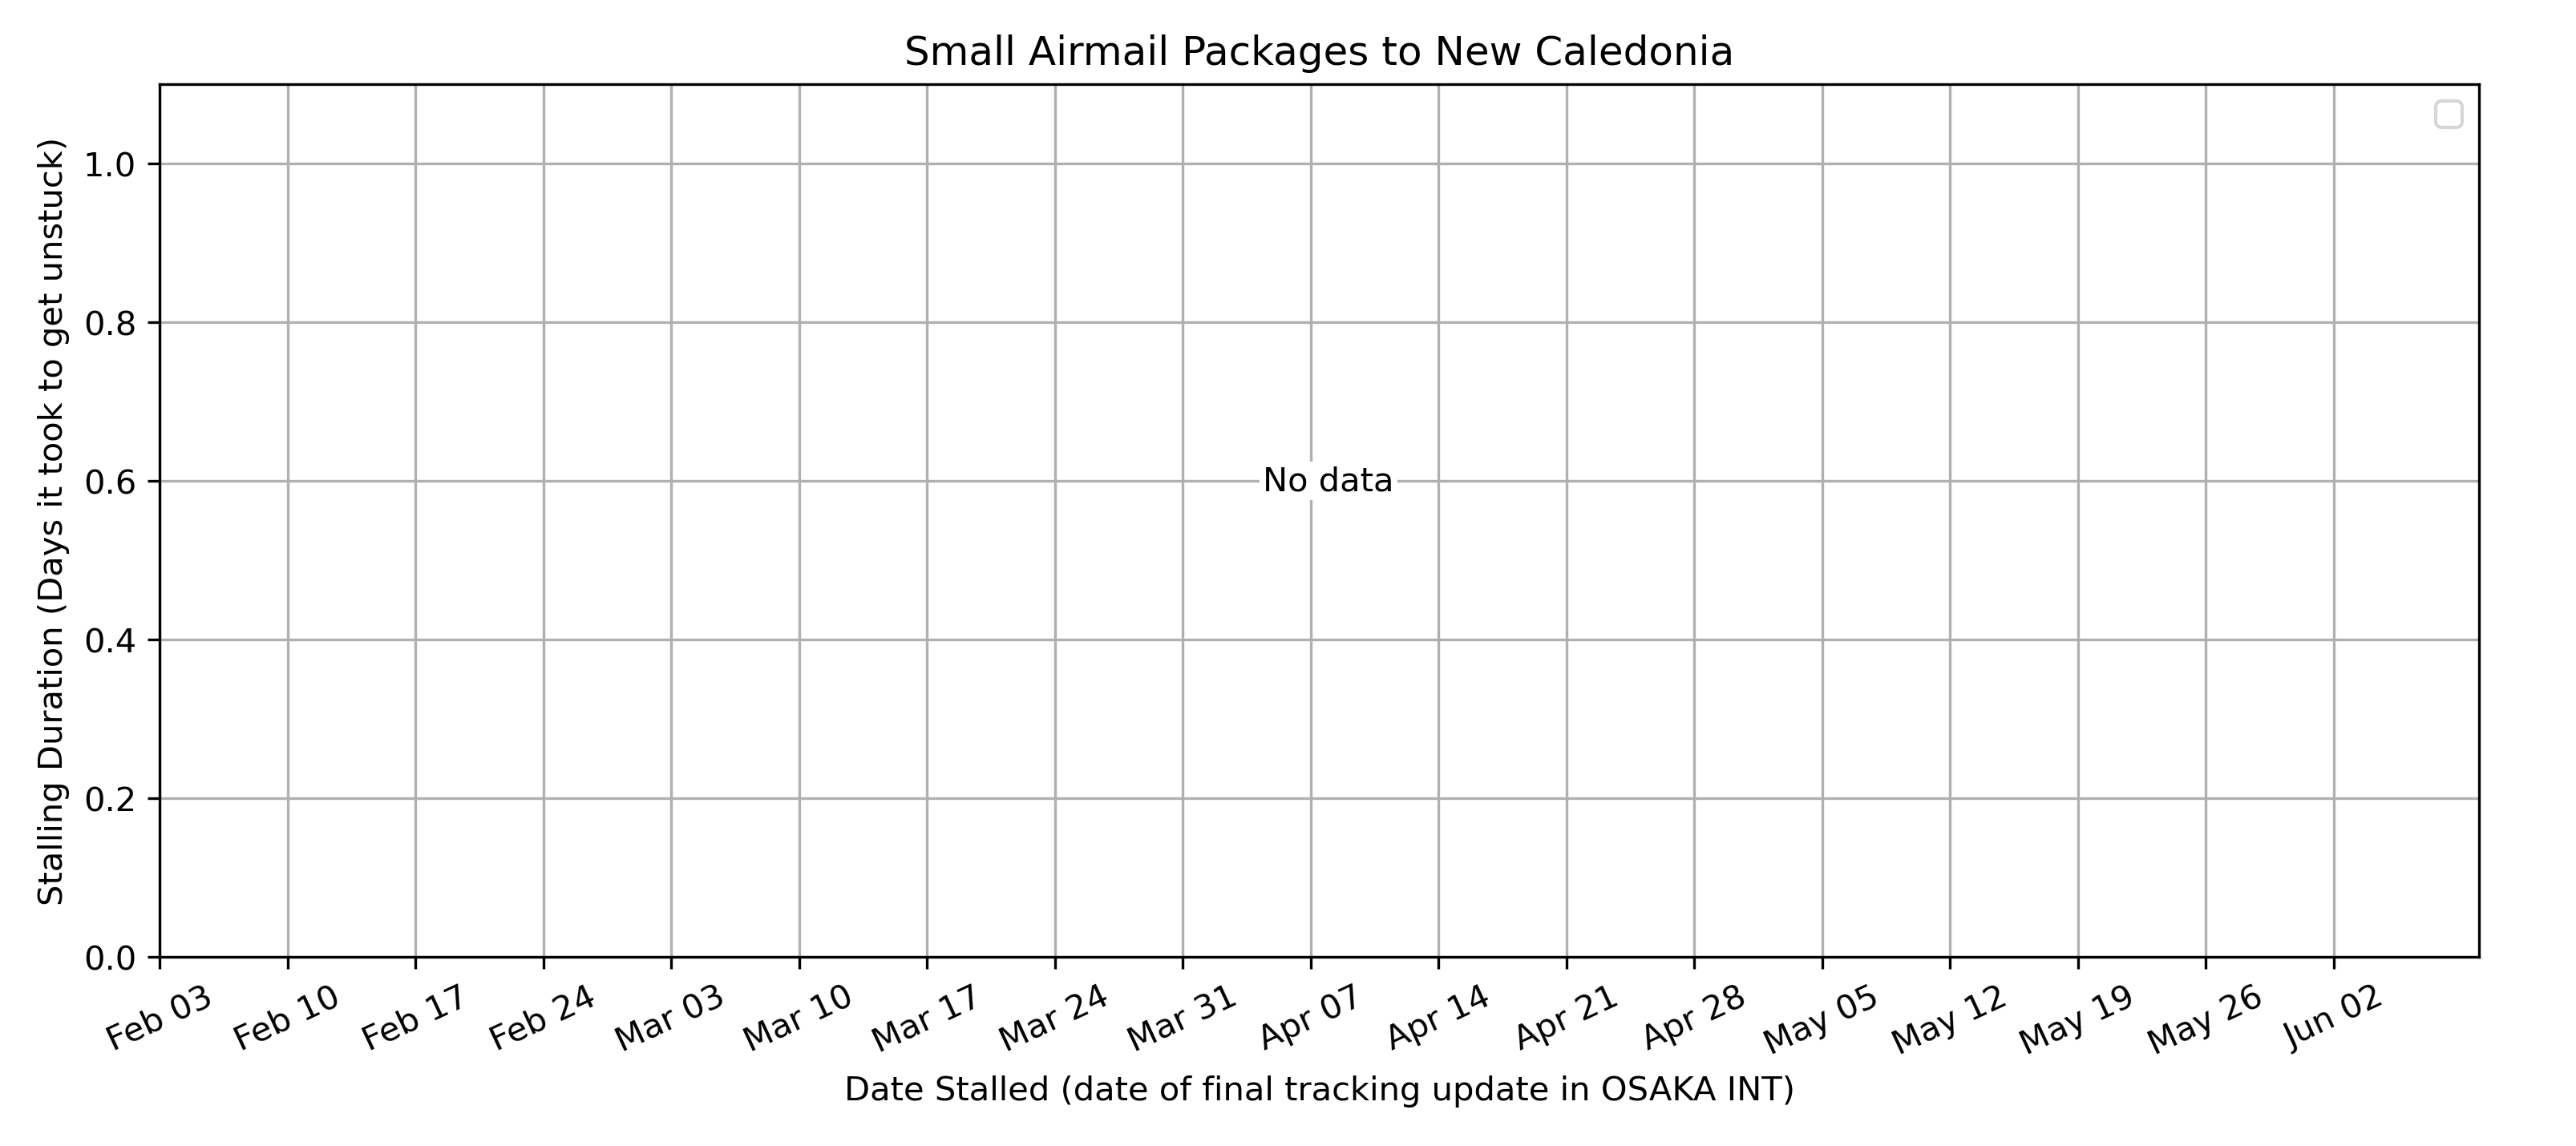 Small Airmail Packages to New Caledonia
Stalling Duration (Days it took to get unstuck)
1.0
0.8
0.6
0.4
0.2
0.0
No data
Feb 03
Feb 10
Feb 17
Feb 24
Mar 03
Mar 10
Mar 17
Mar 24
Mar 31
Apr 07
Apr 14
Apr 21
Apr 28
May 05
May 12
May 19
May 26
Jun 02
Date Stalled (date of final tracking update in OSAKA INT)